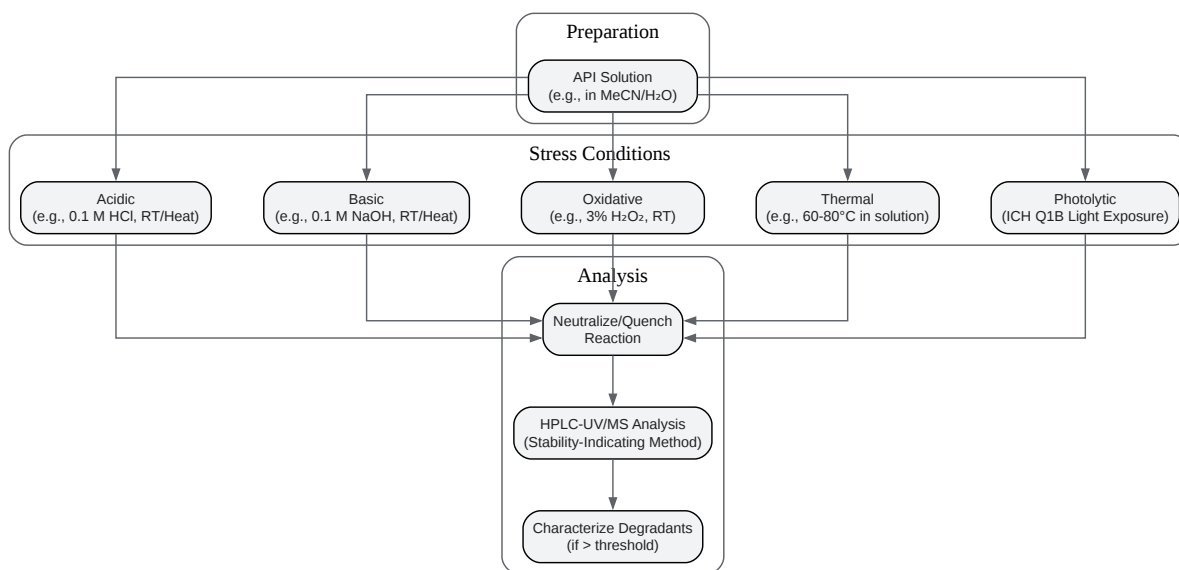 Preparation
API Solution
(e.g., in MeCN/H₂O)
Stress Conditions
Acidic
(e.g., 0.1 M HCl, RT/Heat)
Basic
(e.g., 0.1 M NaOH, RT/Heat)
Oxidative
(e.g., 3% H₂O₂, RT)
Thermal
(e.g., 60-80°C in solution)
Photolytic
(ICH Q1B Light Exposure)
Analysis
Neutralize/Quench
Reaction
HPLC-UV/MS Analysis
(Stability-Indicating Method)
Characterize Degradants
(if > threshold)